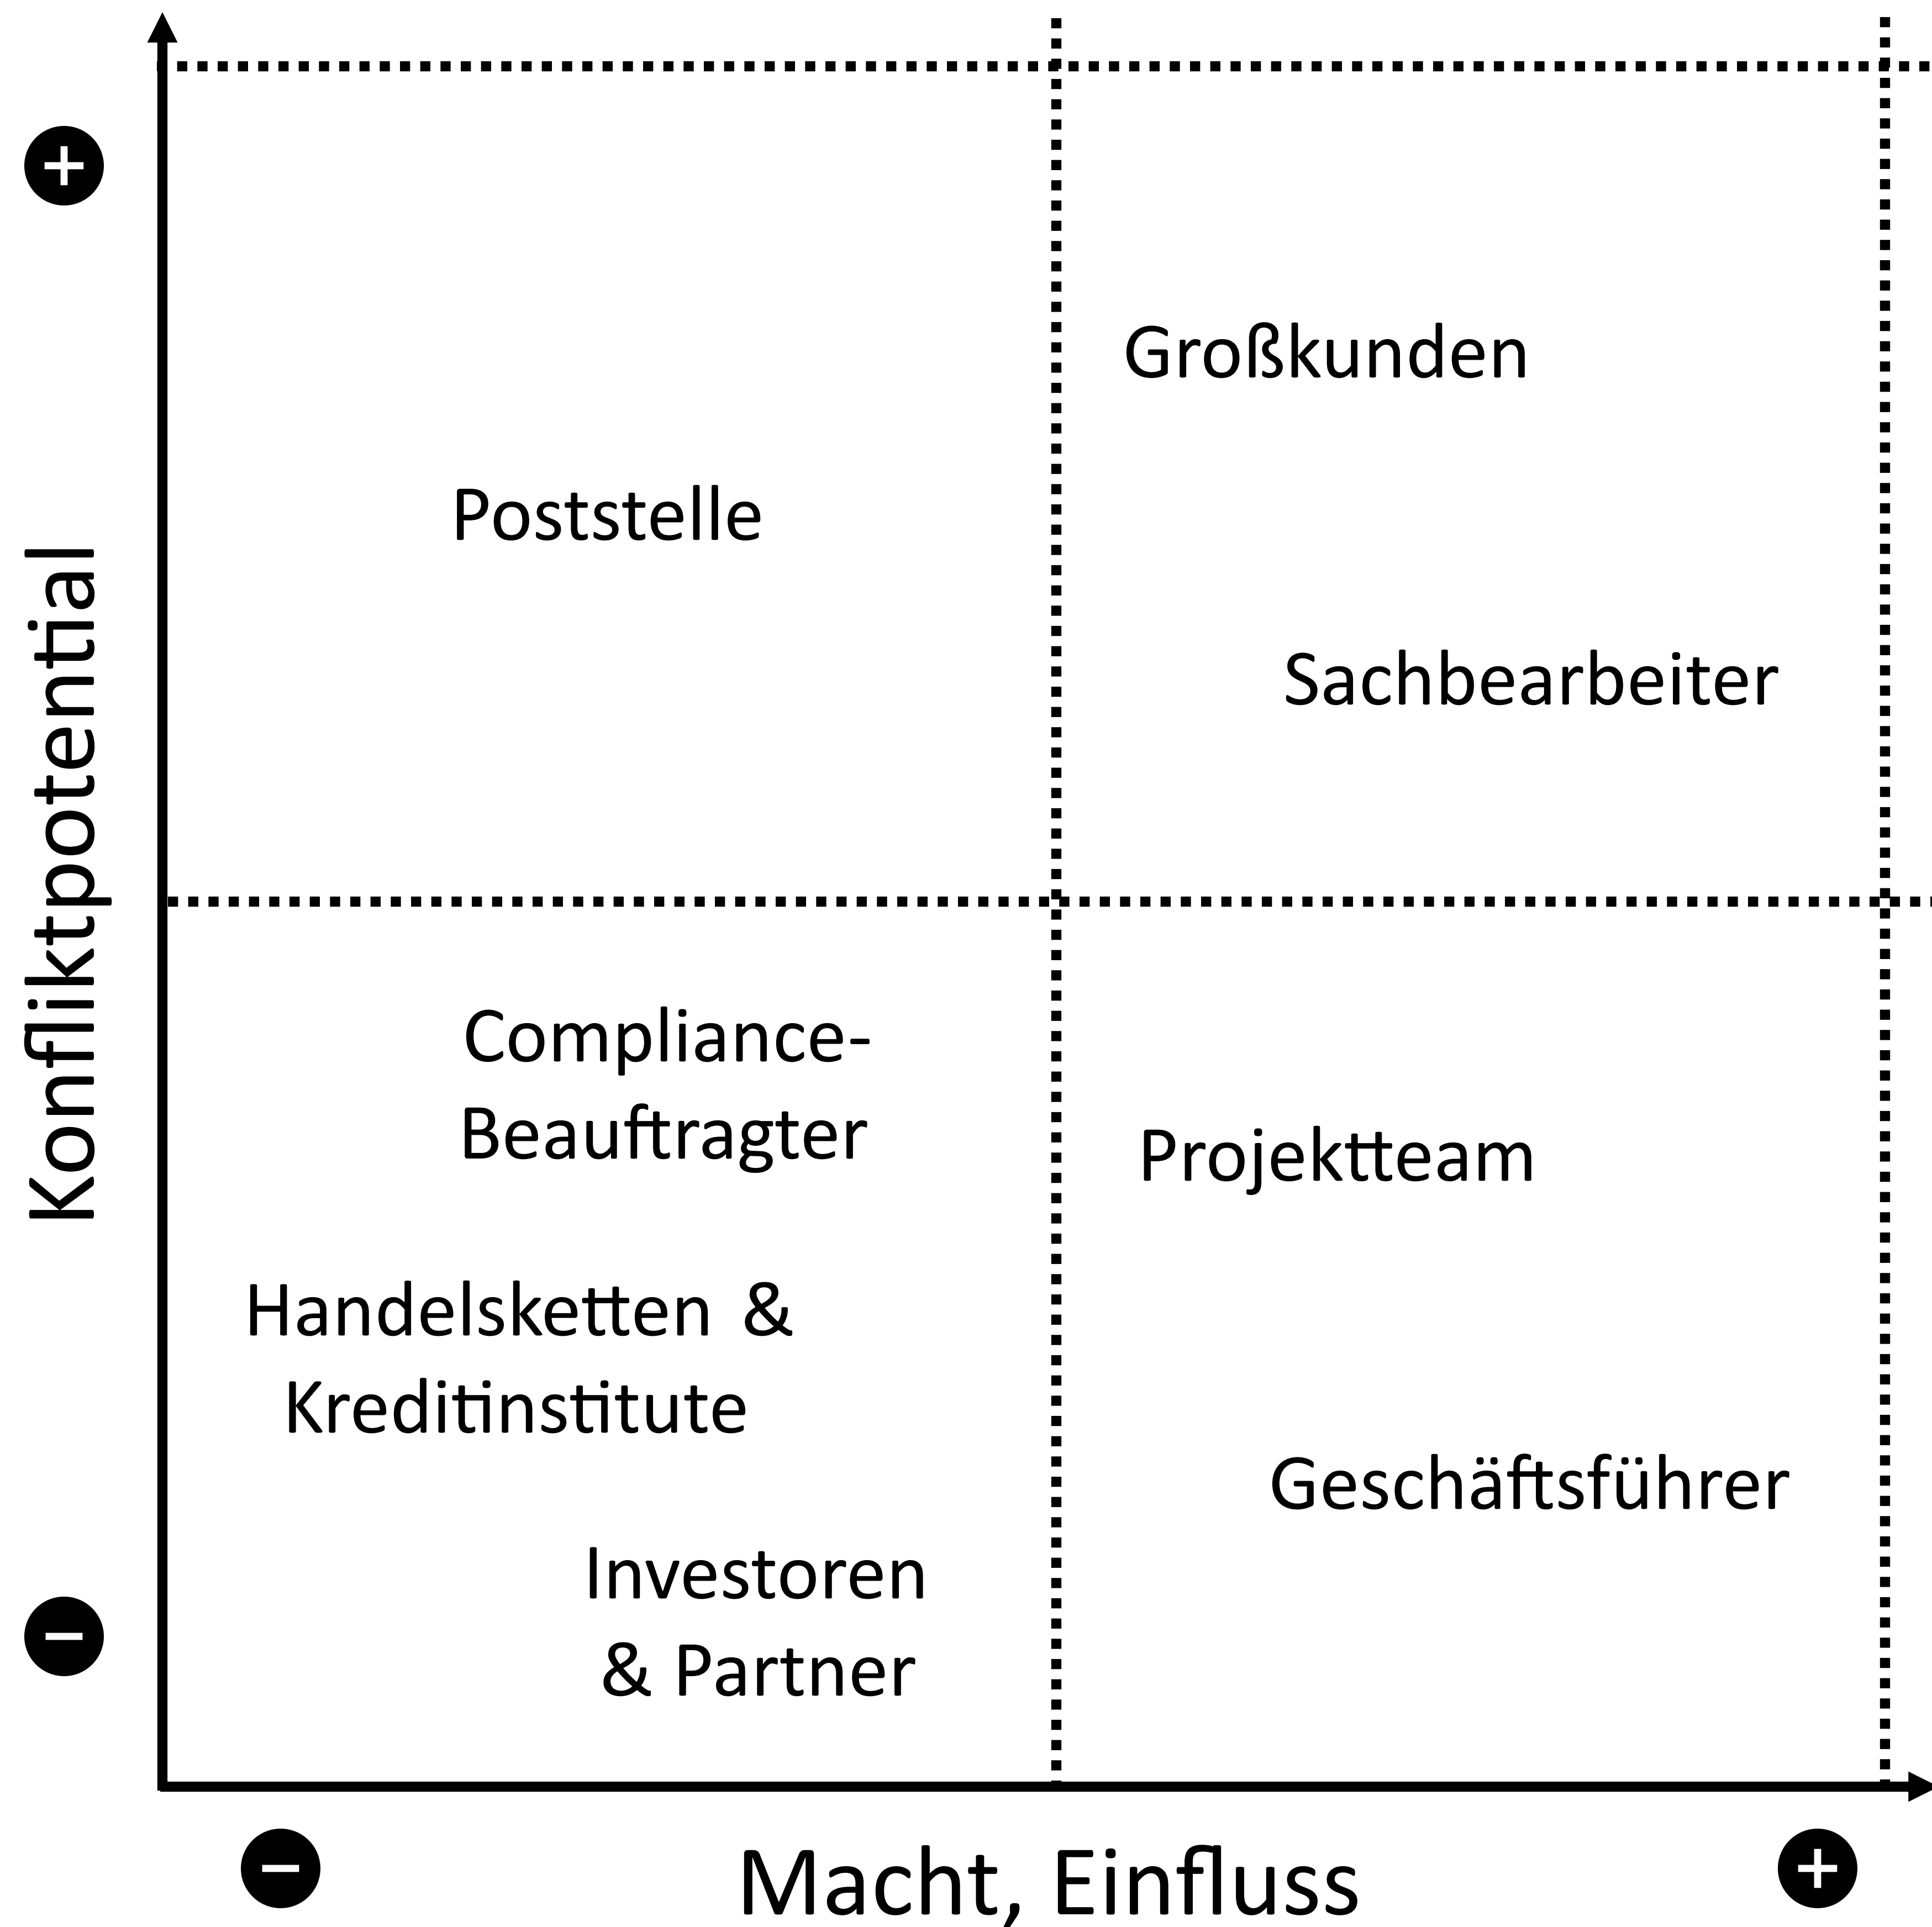 +
Großkunden
Poststelle
Sachbearbeiter
Konfliktpotential
Compliance-
Beauftragter
Projektteam
Handelsketten &
Kreditinstitute
Geschäftsführer
Investoren
& Partner
–
–
Macht, Einfluss
+